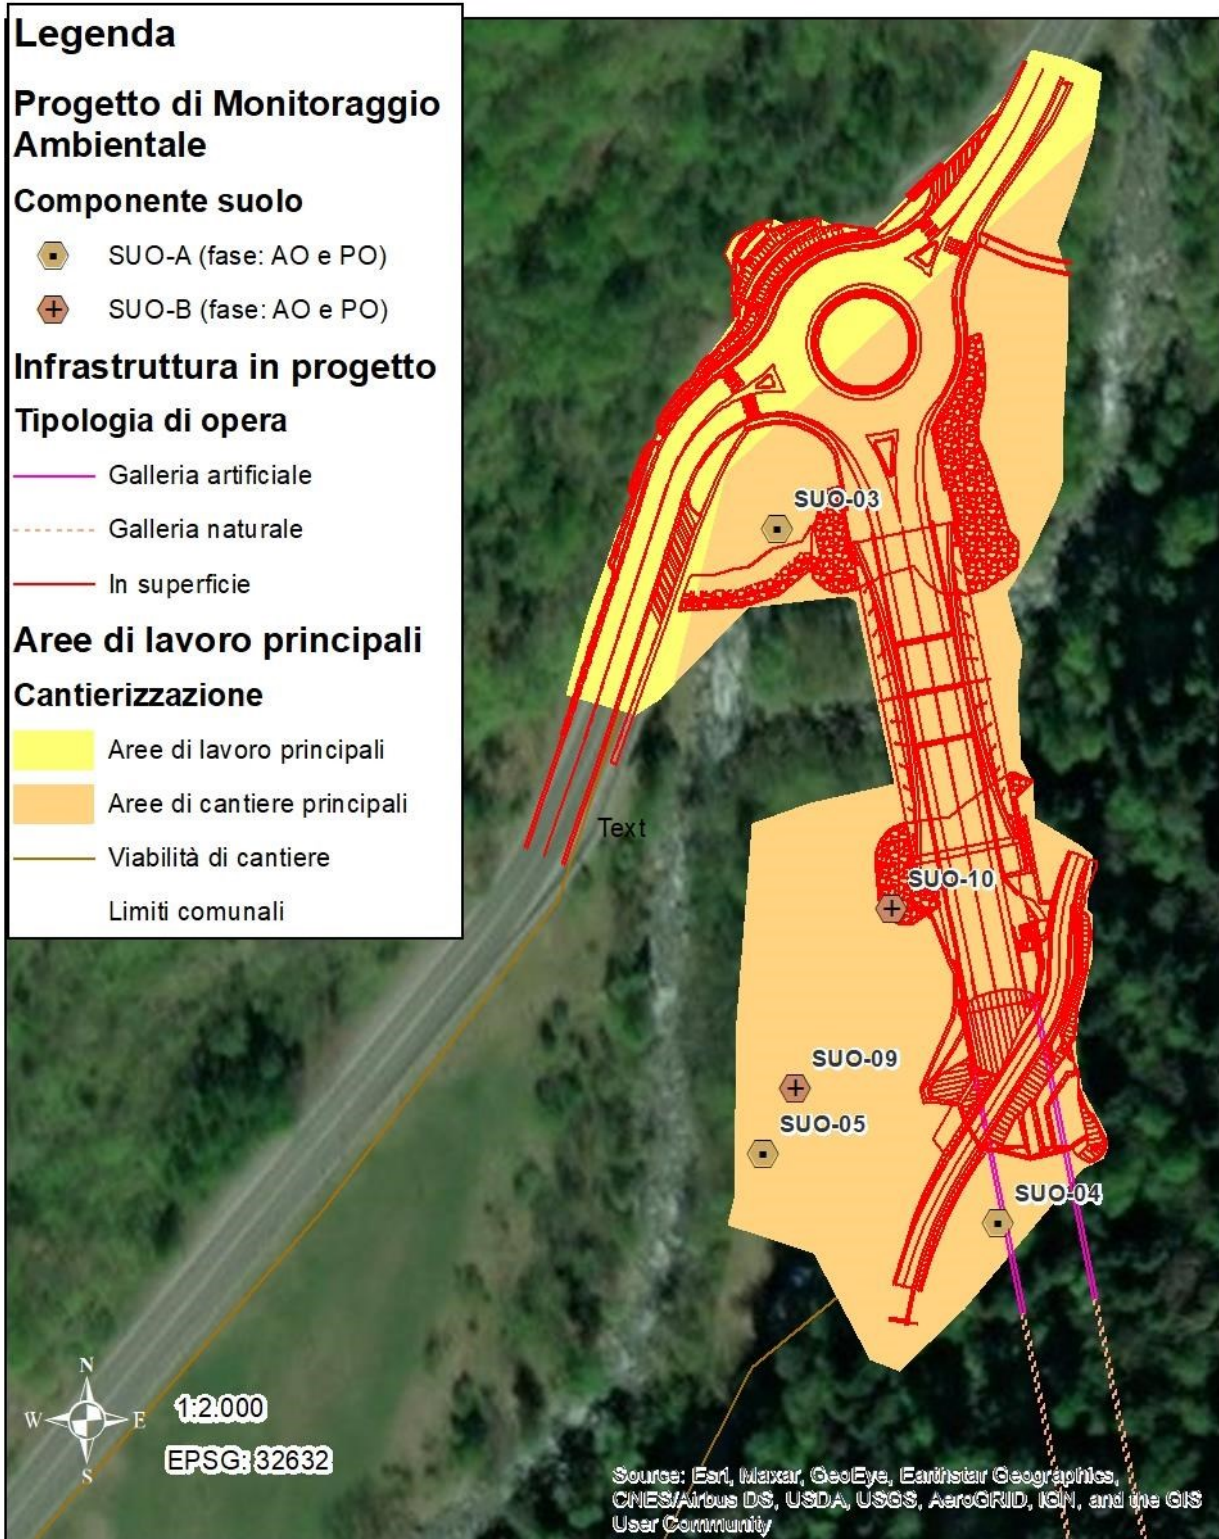 Legenda
Progetto di Monitoraggio
Ambientale
Componente suolo
SUO-A (fase: AO e PO)
SUO-B (fase: AO e PO)
Infrastruttura in progetto
Tipologia di opera
Galleria artificiale
Galleria naturale
In superficie
Aree di lavoro principali
Cantierizzazione
Aree di lavoro principali
Aree di cantiere principali
Viabilità di cantiere
Limiti comunali
SUO-03
Text
SUO-10
SUO-09
SUO-05
SUO-04
N
W E
S
1:2.000
EPSG: 32632
Source: Esri, Maxar, GeoEye, Earthstar Geographics,
CNES/Airbus DS, USDA, USGS, AeroGRID, IGN, and the GIS
User Community